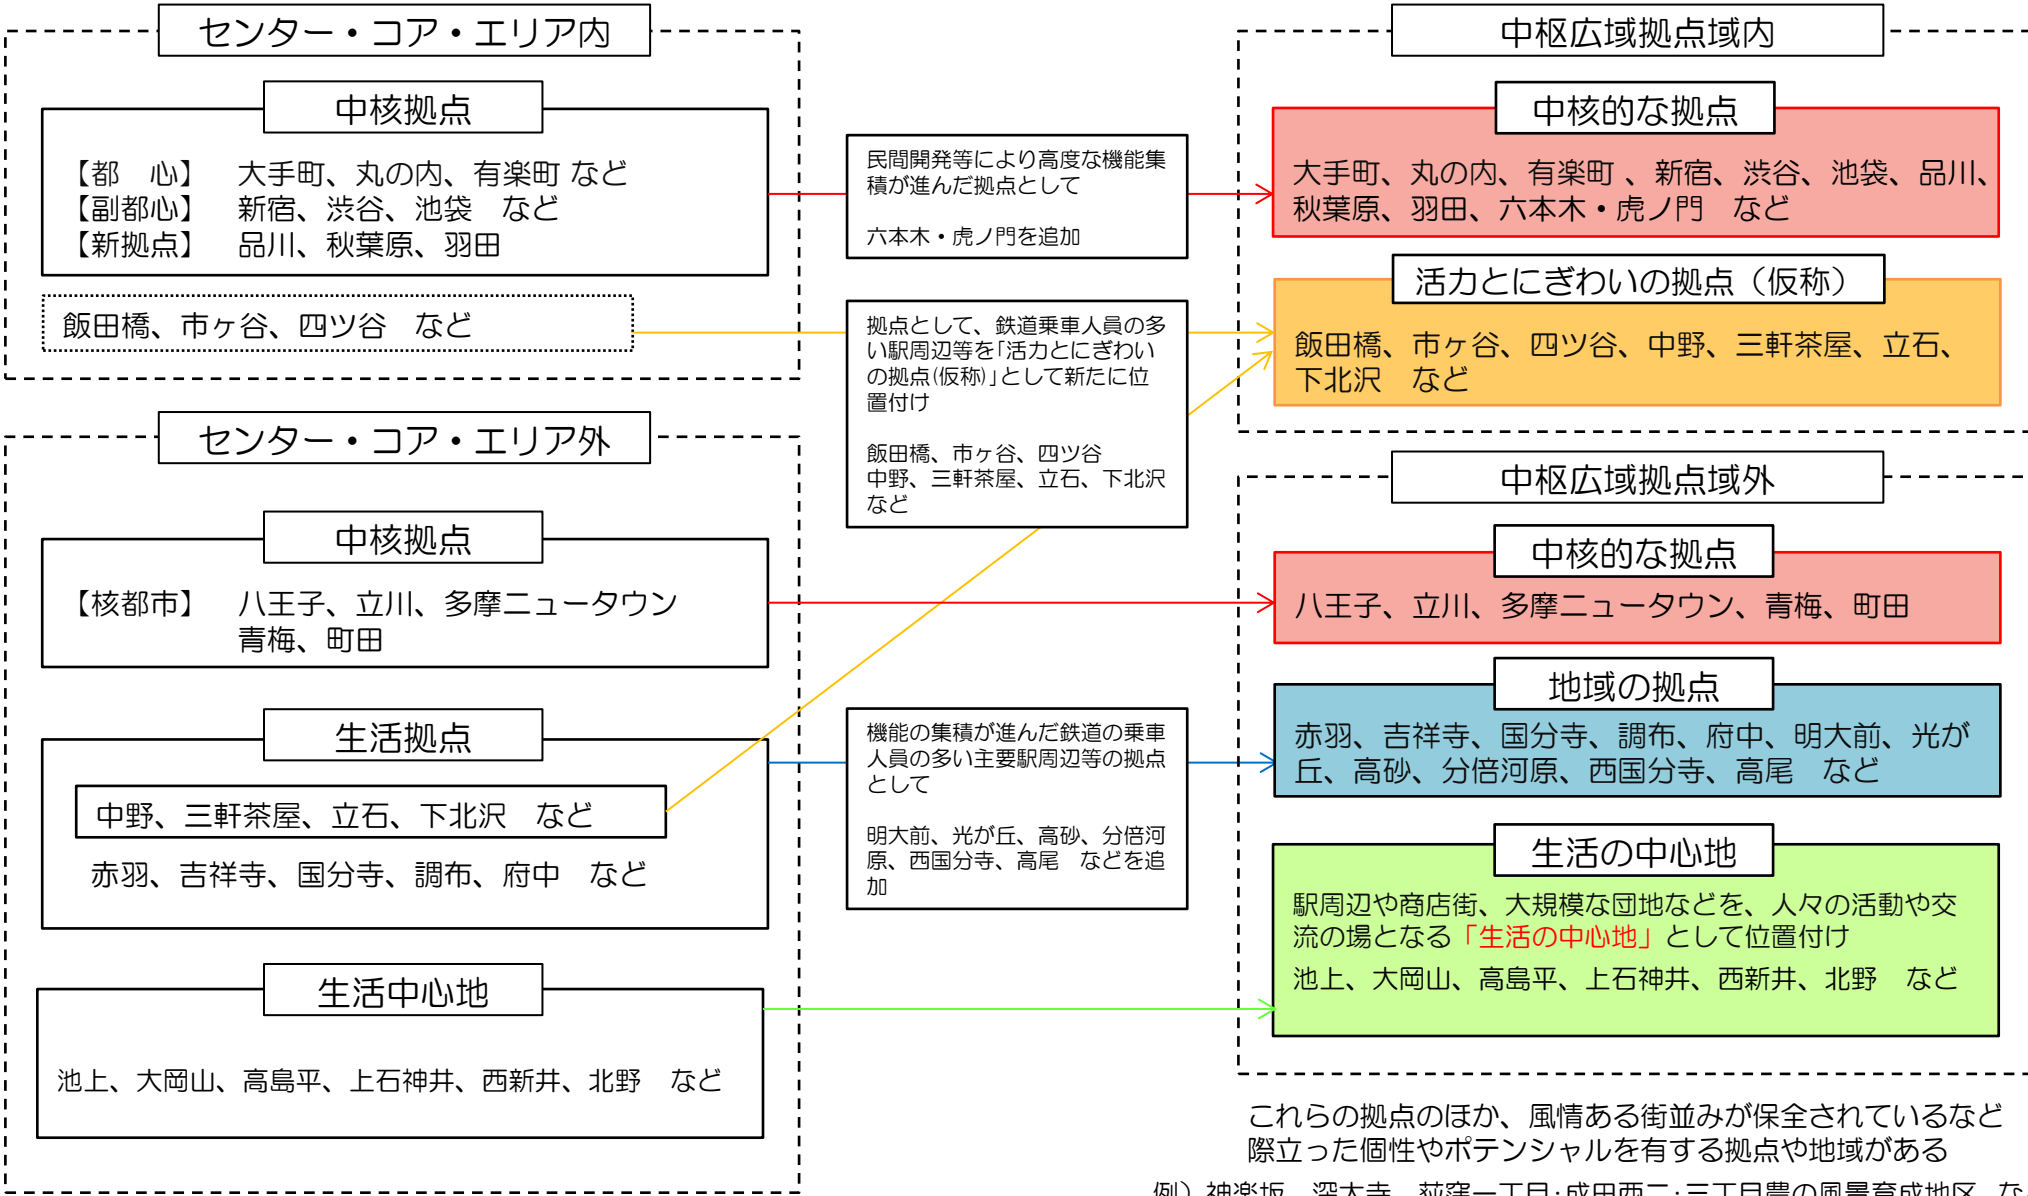 センター・コア・エリア内
中核拠点
【都　心】　大手町、丸の内、有楽町 など
【副都心】　新宿、渋谷、池袋　など
【新拠点】　品川、秋葉原、羽田
飯田橋、市ヶ谷、四ツ谷　など
センター・コア・エリア外
中核拠点
【核都市】　八王子、立川、多摩ニュータウン
青梅、町田
生活拠点
中野、三軒茶屋、立石、下北沢　など
赤羽、吉祥寺、国分寺、調布、府中　など
生活中心地
池上、大岡山、高島平、上石神井、西新井、北野　など
民間開発等により高度な機能集
積が進んだ拠点として
六本木・虎ノ門を追加
拠点として、鉄道乗車人員の多
い駅周辺等を｢活力とにぎわい
の拠点(仮称)｣として新たに位
置付け
飯田橋、市ヶ谷、四ツ谷
中野、三軒茶屋、立石、下北沢
など
機能の集積が進んだ鉄道の乗車
人員の多い主要駅周辺等の拠点
として
明大前、光が丘、高砂、分倍河
原、西国分寺、高尾　などを追
加
中枢広域拠点域内
中核的な拠点
大手町、丸の内、有楽町 、新宿、渋谷、池袋、品川、
秋葉原、羽田、六本木・虎ノ門　など
活力とにぎわいの拠点（仮称）
飯田橋、市ヶ谷、四ツ谷、中野、三軒茶屋、立石、
下北沢　など
中枢広域拠点域外
中核的な拠点
八王子、立川、多摩ニュータウン、青梅、町田
地域の拠点
赤羽、吉祥寺、国分寺、調布、府中、明大前、光が
丘、高砂、分倍河原、西国分寺、高尾　など
生活の中心地
駅周辺や商店街、大規模な団地などを、人々の活動や交
流の場となる「生活の中心地」として位置付け
池上、大岡山、高島平、上石神井、西新井、北野　など
これらの拠点のほか、風情ある街並みが保全されているなど
際立った個性やポテンシャルを有する拠点や地域がある
例）神楽坂、深大寺、荻窪一丁目･成田西二･三丁目農の風景育成地区　な